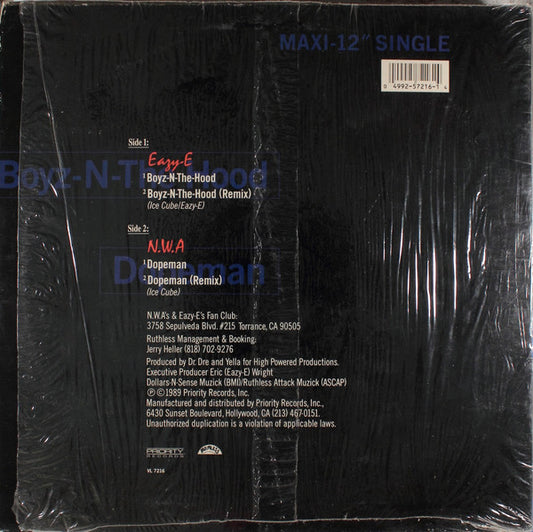 MAXI-12" SINGLE
0 4992-57216-1 4
Side 1:
Eazy-E
1 Boyz-N-The-Hood
Boyz-N-The-Hood
2 Boyz-N-The-Hood (Remix)
(Ice Cube/Eazy-E)
Side 2:
N.W.A
1 Dopeman
Dopeman
2 Dopeman (Remix)
(Ice Cube)
N.W.A's & Eazy-E's Fan Club:
3758 Sepulveda Blvd. #215 Torrance, CA 90505
Ruthless Management & Booking:
Jerry Heller (818) 702-9276
Produced by Dr. Dre and Yella for High Powered Productions.
Executive Producer Eric (Eazy-E) Wright
Dollars-N-Sense Muzick (BMI)/Ruthless Attack Muzick (ASCAP)
℗ ©1989 Priority Records, Inc.
Manufactured and distributed by Priority Records, Inc.,
6430 Sunset Boulevard, Hollywood, CA (213) 467-0151.
Unauthorized duplication is a violation of applicable laws.
PRIORITY
RECORDS
VL 7216